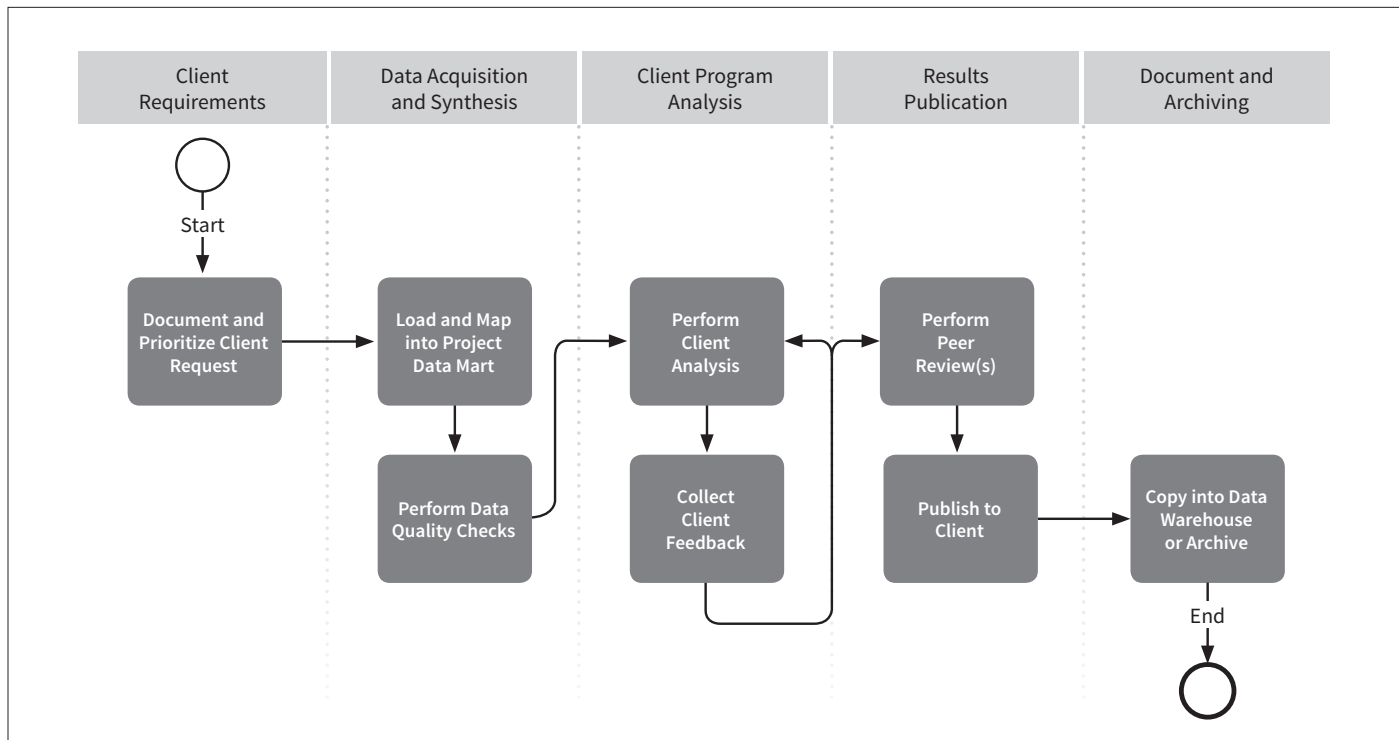 Client
Requirements
Data Acquisition
and Synthesis
Client Program
Analysis
Results
Publication
Document and
Archiving
Start
Document and
Prioritize Client
Request
Load and Map
into Project
Data Mart
Perform
Client
Analysis
Perform
Peer
Review(s)
Perform Data
Quality Checks
Collect
Client
Feedback
Publish to
Client
Copy into Data
Warehouse
or Archive
End